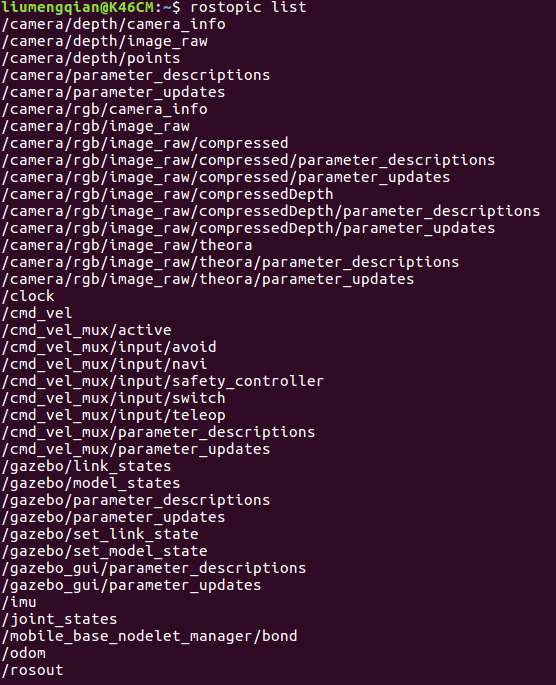 liumengqian@K46CM:~$ rostopic list
/camera/depth/camera_info
/camera/depth/image_raw
/camera/depth/points
/camera/parameter_descriptions
/camera/parameter_updates
/camera/rgb/camera_info
/camera/rgb/image_raw
/camera/rgb/image_raw/compressed
/camera/rgb/image_raw/compressed/parameter_descriptions
/camera/rgb/image_raw/compressed/parameter_updates
/camera/rgb/image_raw/compressedDepth
/camera/rgb/image_raw/compressedDepth/parameter_descriptions
/camera/rgb/image_raw/compressedDepth/parameter_updates
/camera/rgb/image_raw/theora
/camera/rgb/image_raw/theora/parameter_descriptions
/camera/rgb/image_raw/theora/parameter_updates
/clock
/cmd_vel
/cmd_vel_mux/active
/cmd_vel_mux/input/avoid
/cmd_vel_mux/input/navi
/cmd_vel_mux/input/safety_controller
/cmd_vel_mux/input/switch
/cmd_vel_mux/input/teleop
/cmd_vel_mux/parameter_descriptions
/cmd_vel_mux/parameter_updates
/gazebo/link_states
/gazebo/model_states
/gazebo/parameter_descriptions
/gazebo/parameter_updates
/gazebo/set_link_state
/gazebo/set_model_state
/gazebo_gui/parameter_descriptions
/gazebo_gui/parameter_updates
/imu
/joint_states
/mobile_base_nodelet_manager/bond
/odom
/rosout